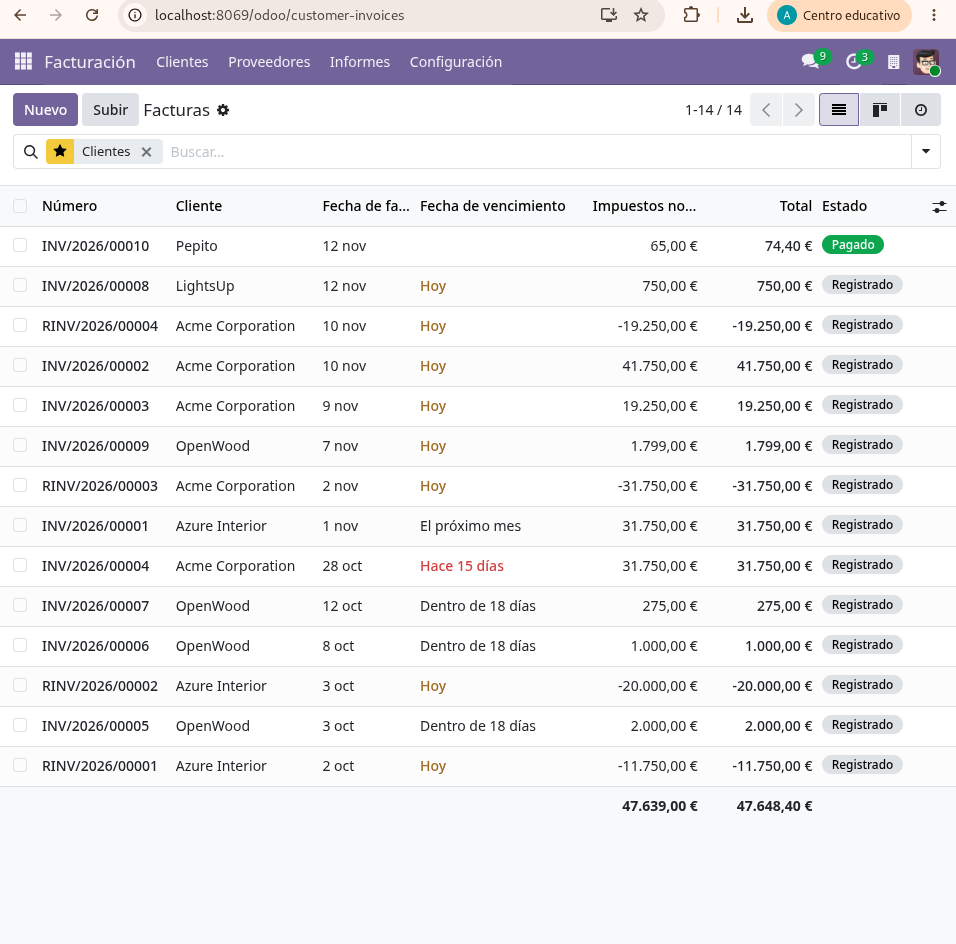 localhost:8069/odoo/customer-invoices A Centro educativo
Facturación Clientes Proveedores Informes Configuración 9 3
Nuevo Subir Facturas 1-14 / 14
Clientes Buscar...
Número Cliente Fecha de fa... Fecha de vencimiento Impuestos no... Total Estado
INV/2026/00010 Pepito 12 nov 65,00 € 74,40 € Pagado
INV/2026/00008 LightsUp 12 nov Hoy 750,00 € 750,00 € Registrado
RINV/2026/00004 Acme Corporation 10 nov Hoy -19.250,00 € -19.250,00 € Registrado
INV/2026/00002 Acme Corporation 10 nov Hoy 41.750,00 € 41.750,00 € Registrado
INV/2026/00003 Acme Corporation 9 nov Hoy 19.250,00 € 19.250,00 € Registrado
INV/2026/00009 OpenWood 7 nov Hoy 1.799,00 € 1.799,00 € Registrado
RINV/2026/00003 Acme Corporation 2 nov Hoy -31.750,00 € -31.750,00 € Registrado
INV/2026/00001 Azure Interior 1 nov El próximo mes 31.750,00 € 31.750,00 € Registrado
INV/2026/00004 Acme Corporation 28 oct Hace 15 días 31.750,00 € 31.750,00 € Registrado
INV/2026/00007 OpenWood 12 oct Dentro de 18 días 275,00 € 275,00 € Registrado
INV/2026/00006 OpenWood 8 oct Dentro de 18 días 1.000,00 € 1.000,00 € Registrado
RINV/2026/00002 Azure Interior 3 oct Hoy -20.000,00 € -20.000,00 € Registrado
INV/2026/00005 OpenWood 3 oct Dentro de 18 días 2.000,00 € 2.000,00 € Registrado
RINV/2026/00001 Azure Interior 2 oct Hoy -11.750,00 € -11.750,00 € Registrado
47.639,00 € 47.648,40 €